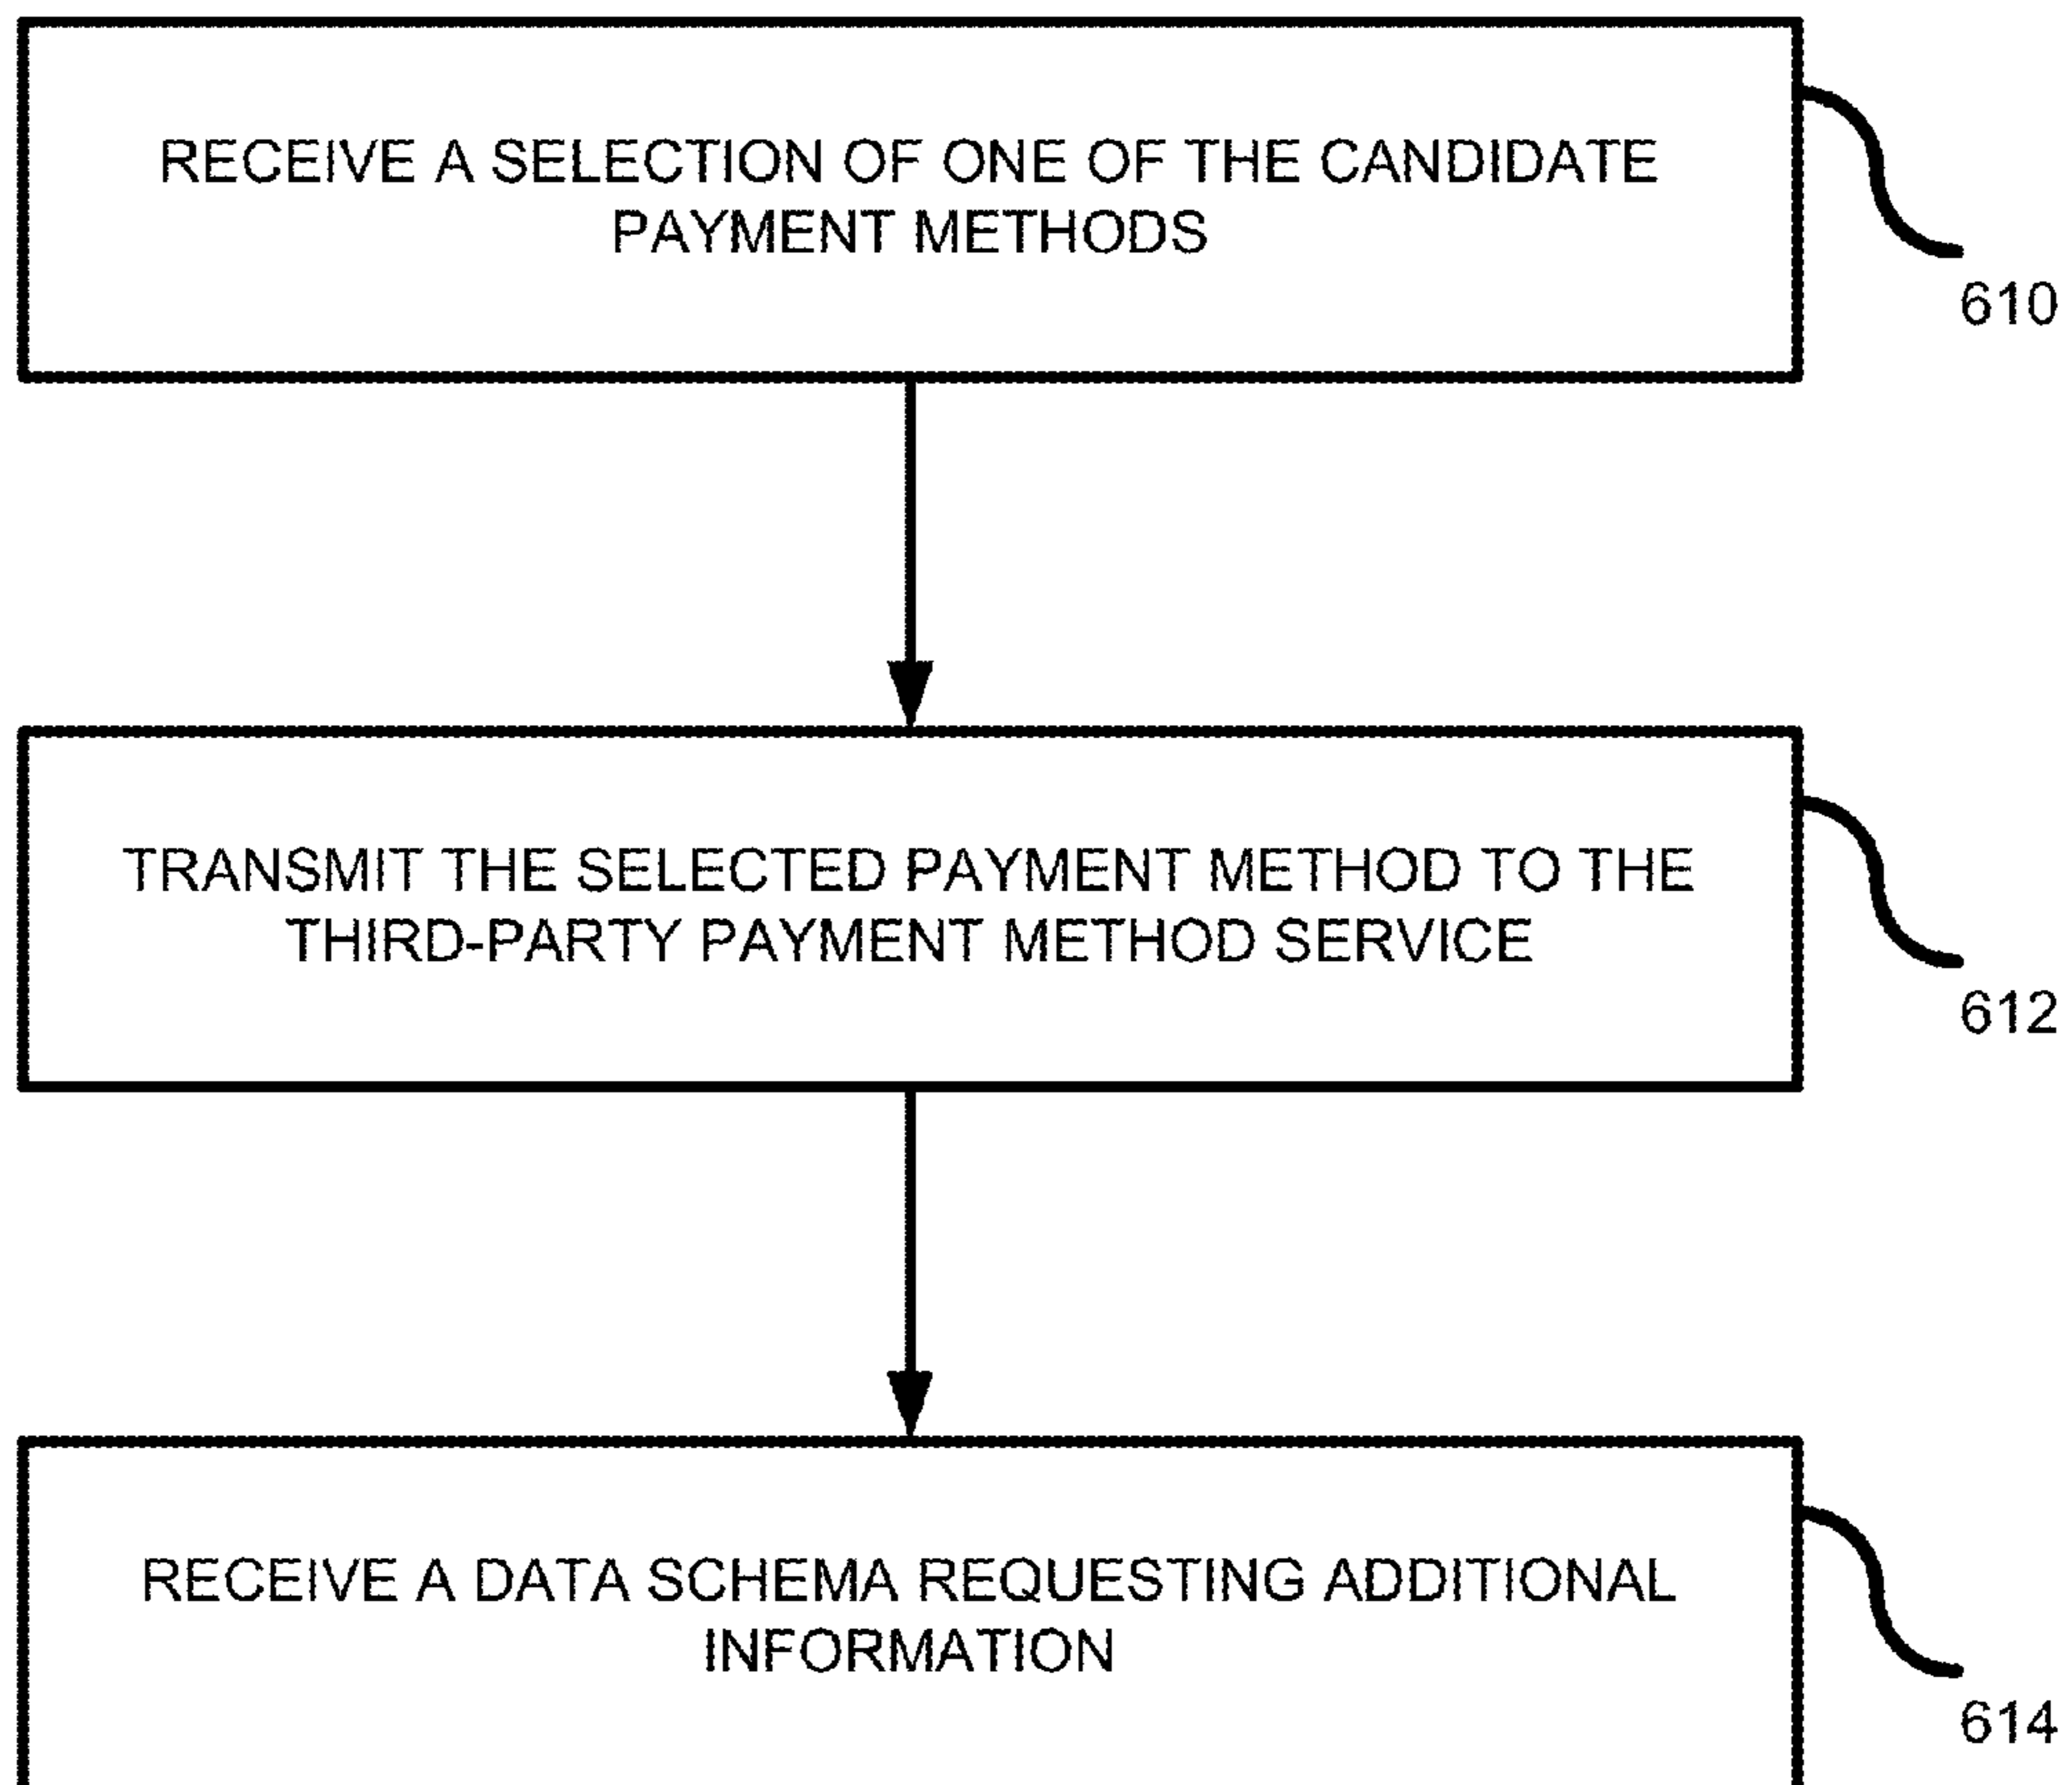 RECEIVE A SELECTION OF ONE OF THE CANDIDATE
PAYMENT METHODS
610
TRANSMIT THE SELECTED PAYMENT METHOD TO THE
THIRD-PARTY PAYMENT METHOD SERVICE
612
RECEIVE A DATA SCHEMA REQUESTING ADDITIONAL
INFORMATION
614